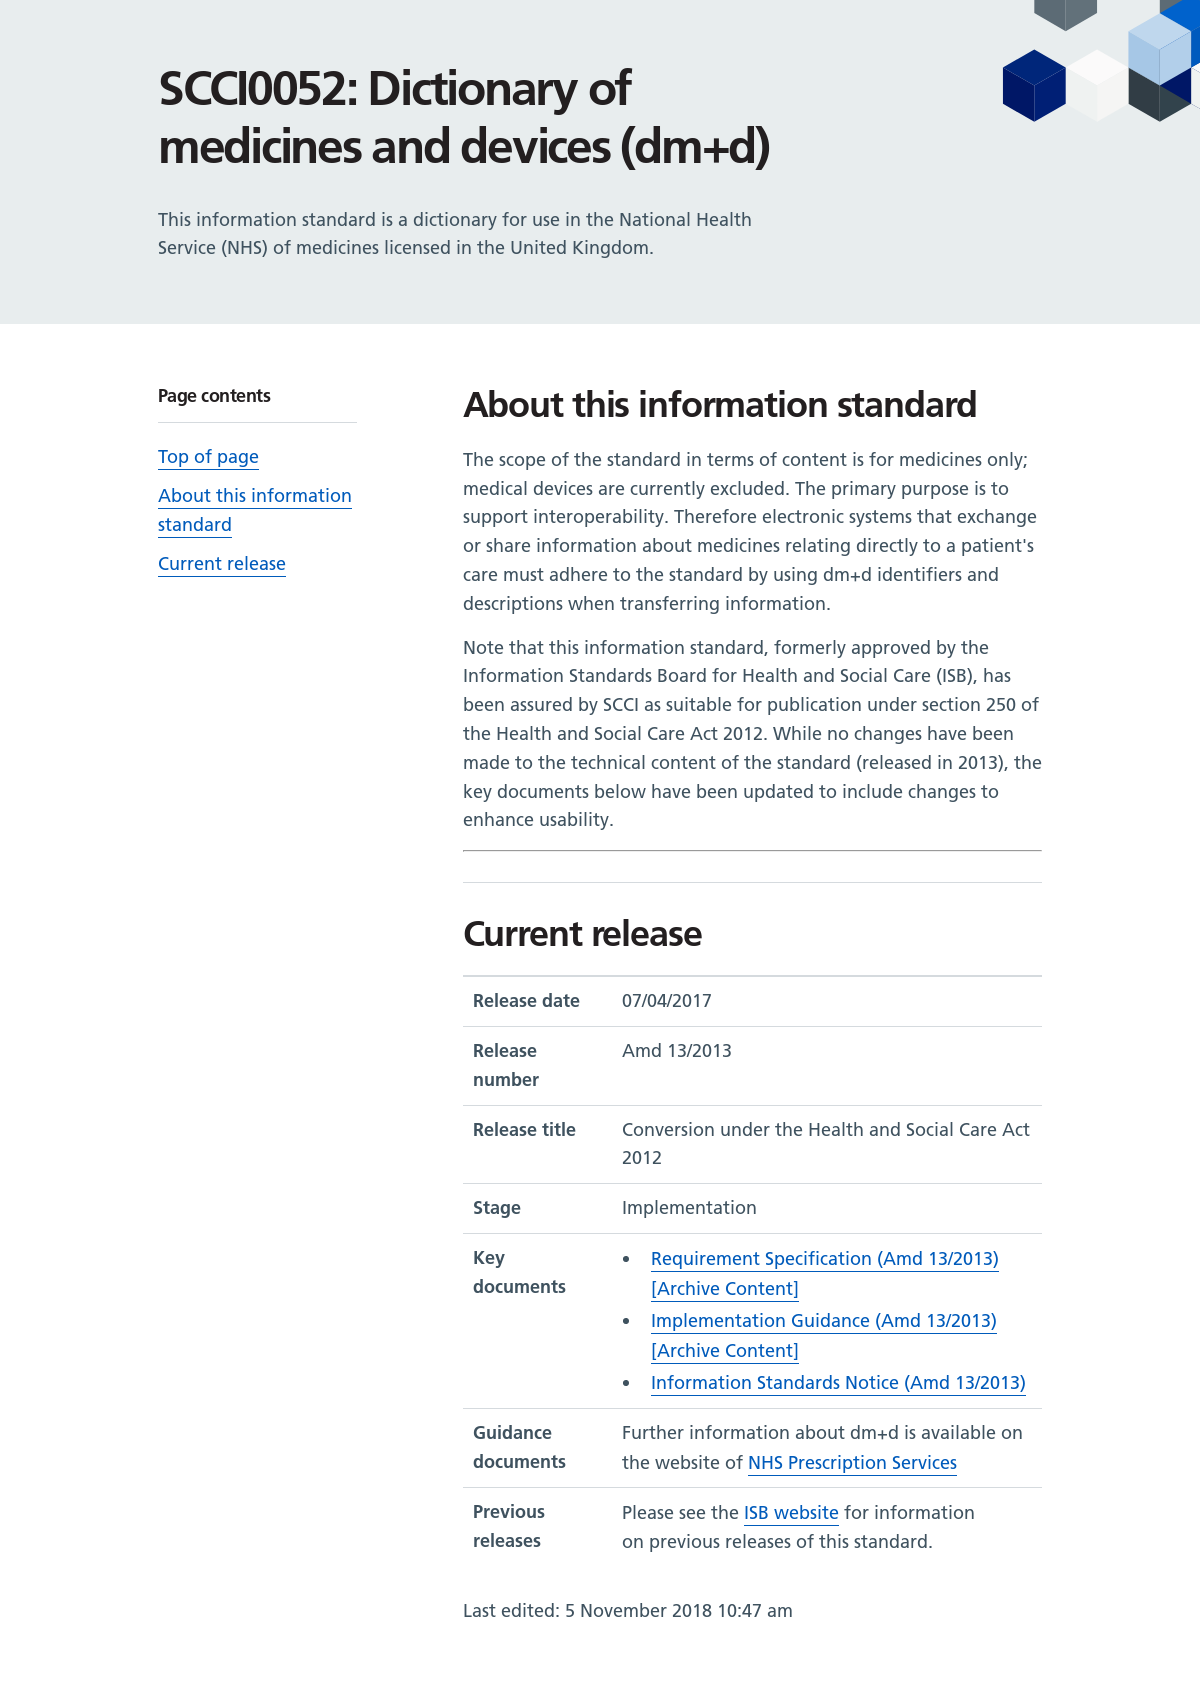 SCCI0052: Dictionary of
medicines and devices (dm+d)
This information standard is a dictionary for use in the National Health
Service (NHS) of medicines licensed in the United Kingdom.
Page contents
Top of page
About this information
standard
Current release
About this information standard
The scope of the standard in terms of content is for medicines only;
medical devices are currently excluded. The primary purpose is to
support interoperability. Therefore electronic systems that exchange
or share information about medicines relating directly to a patient's
care must adhere to the standard by using dm+d identifiers and
descriptions when transferring information.
Note that this information standard, formerly approved by the
Information Standards Board for Health and Social Care (ISB), has
been assured by SCCI as suitable for publication under section 250 of
the Health and Social Care Act 2012. While no changes have been
made to the technical content of the standard (released in 2013), the
key documents below have been updated to include changes to
enhance usability.
Current release
Release date 07/04/2017
Release Amd 13/2013
number
Release title Conversion under the Health and Social Care Act
2012
Stage Implementation
Key
documents
• Requirement Specification (Amd 13/2013)
[Archive Content]
• Implementation Guidance (Amd 13/2013)
[Archive Content]
• Information Standards Notice (Amd 13/2013)
Guidance
documents
Further information about dm+d is available on
the website of NHS Prescription Services
Previous
releases
Please see the ISB website for information
on previous releases of this standard.
Last edited: 5 November 2018 10:47 am